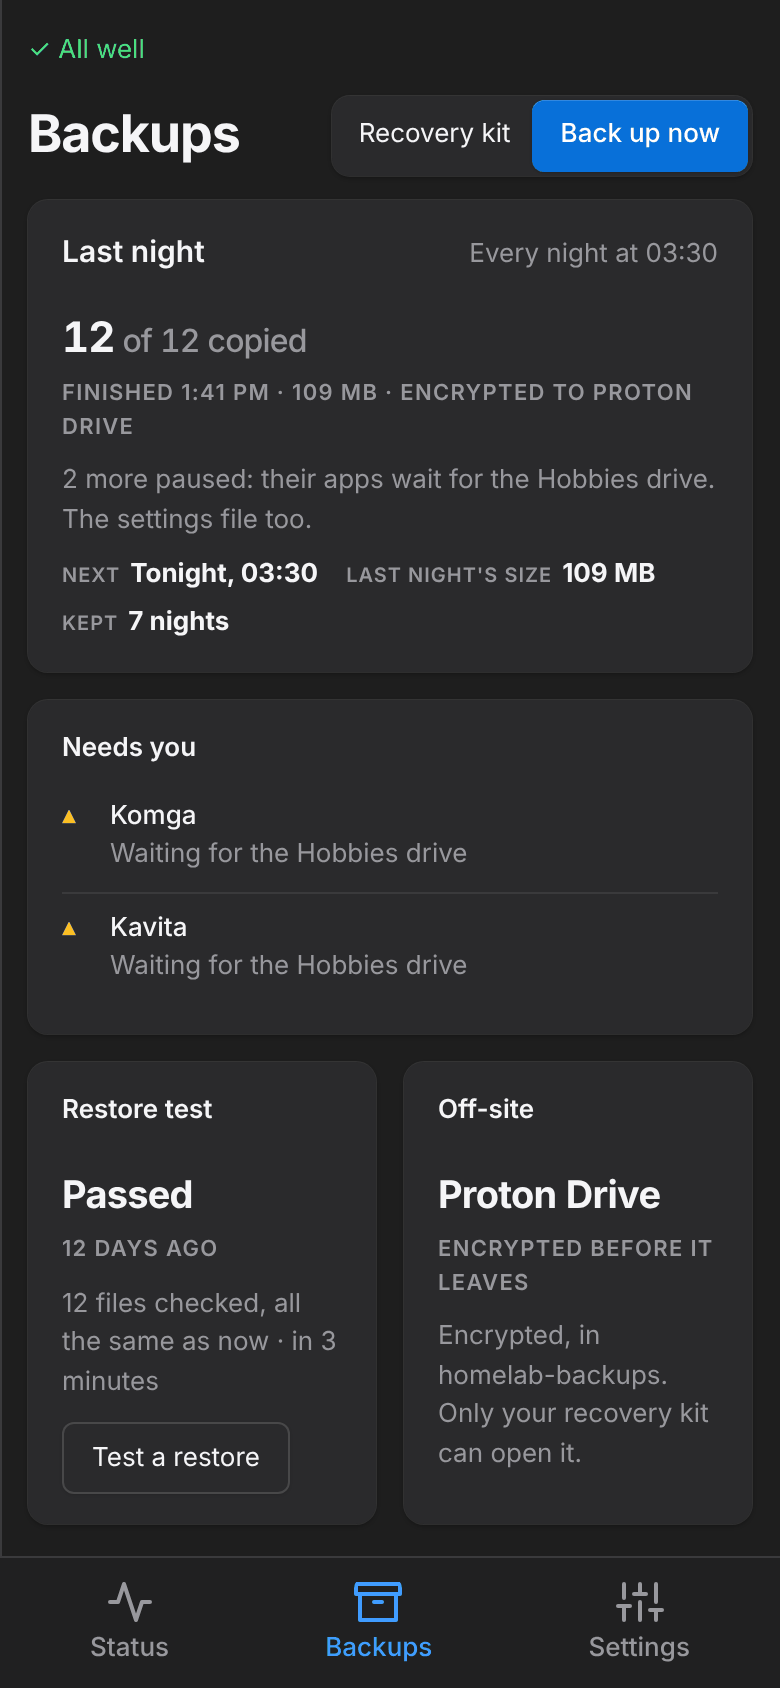 ✓ All well
Backups
Recovery kit
Back up now
Last night
Every night at 03:30
12 of 12 copied
FINISHED 1:41 PM · 109 MB · ENCRYPTED TO PROTON
DRIVE
2 more paused: their apps wait for the Hobbies drive.
The settings file too.
NEXT Tonight, 03:30 LAST NIGHT'S SIZE 109 MB
KEPT 7 nights
Needs you
Komga
Waiting for the Hobbies drive
Kavita
Waiting for the Hobbies drive
Restore test
Passed
12 DAYS AGO
12 files checked, all
the same as now · in 3
minutes
Test a restore
Off-site
Proton Drive
ENCRYPTED BEFORE IT
LEAVES
Encrypted, in
homelab-backups.
Only your recovery kit
can open it.
Status
Backups
Settings